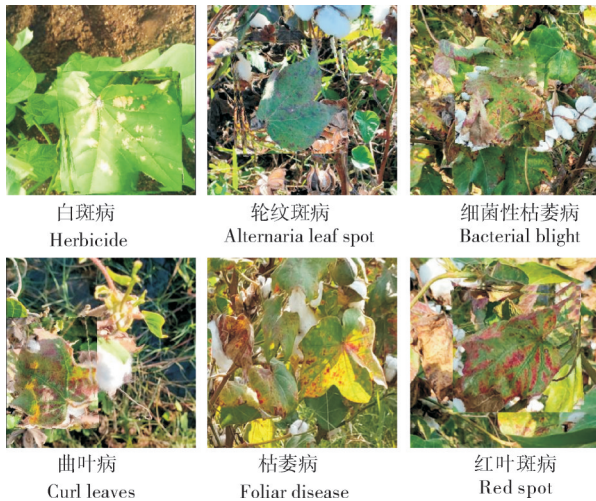 白斑病
Herbicide
轮纹斑病
Alternaria leaf spot
细菌性枯萎病
Bacterial blight
曲叶病
Curl leaves
枯萎病
Foliar disease
红叶斑病
Red spot